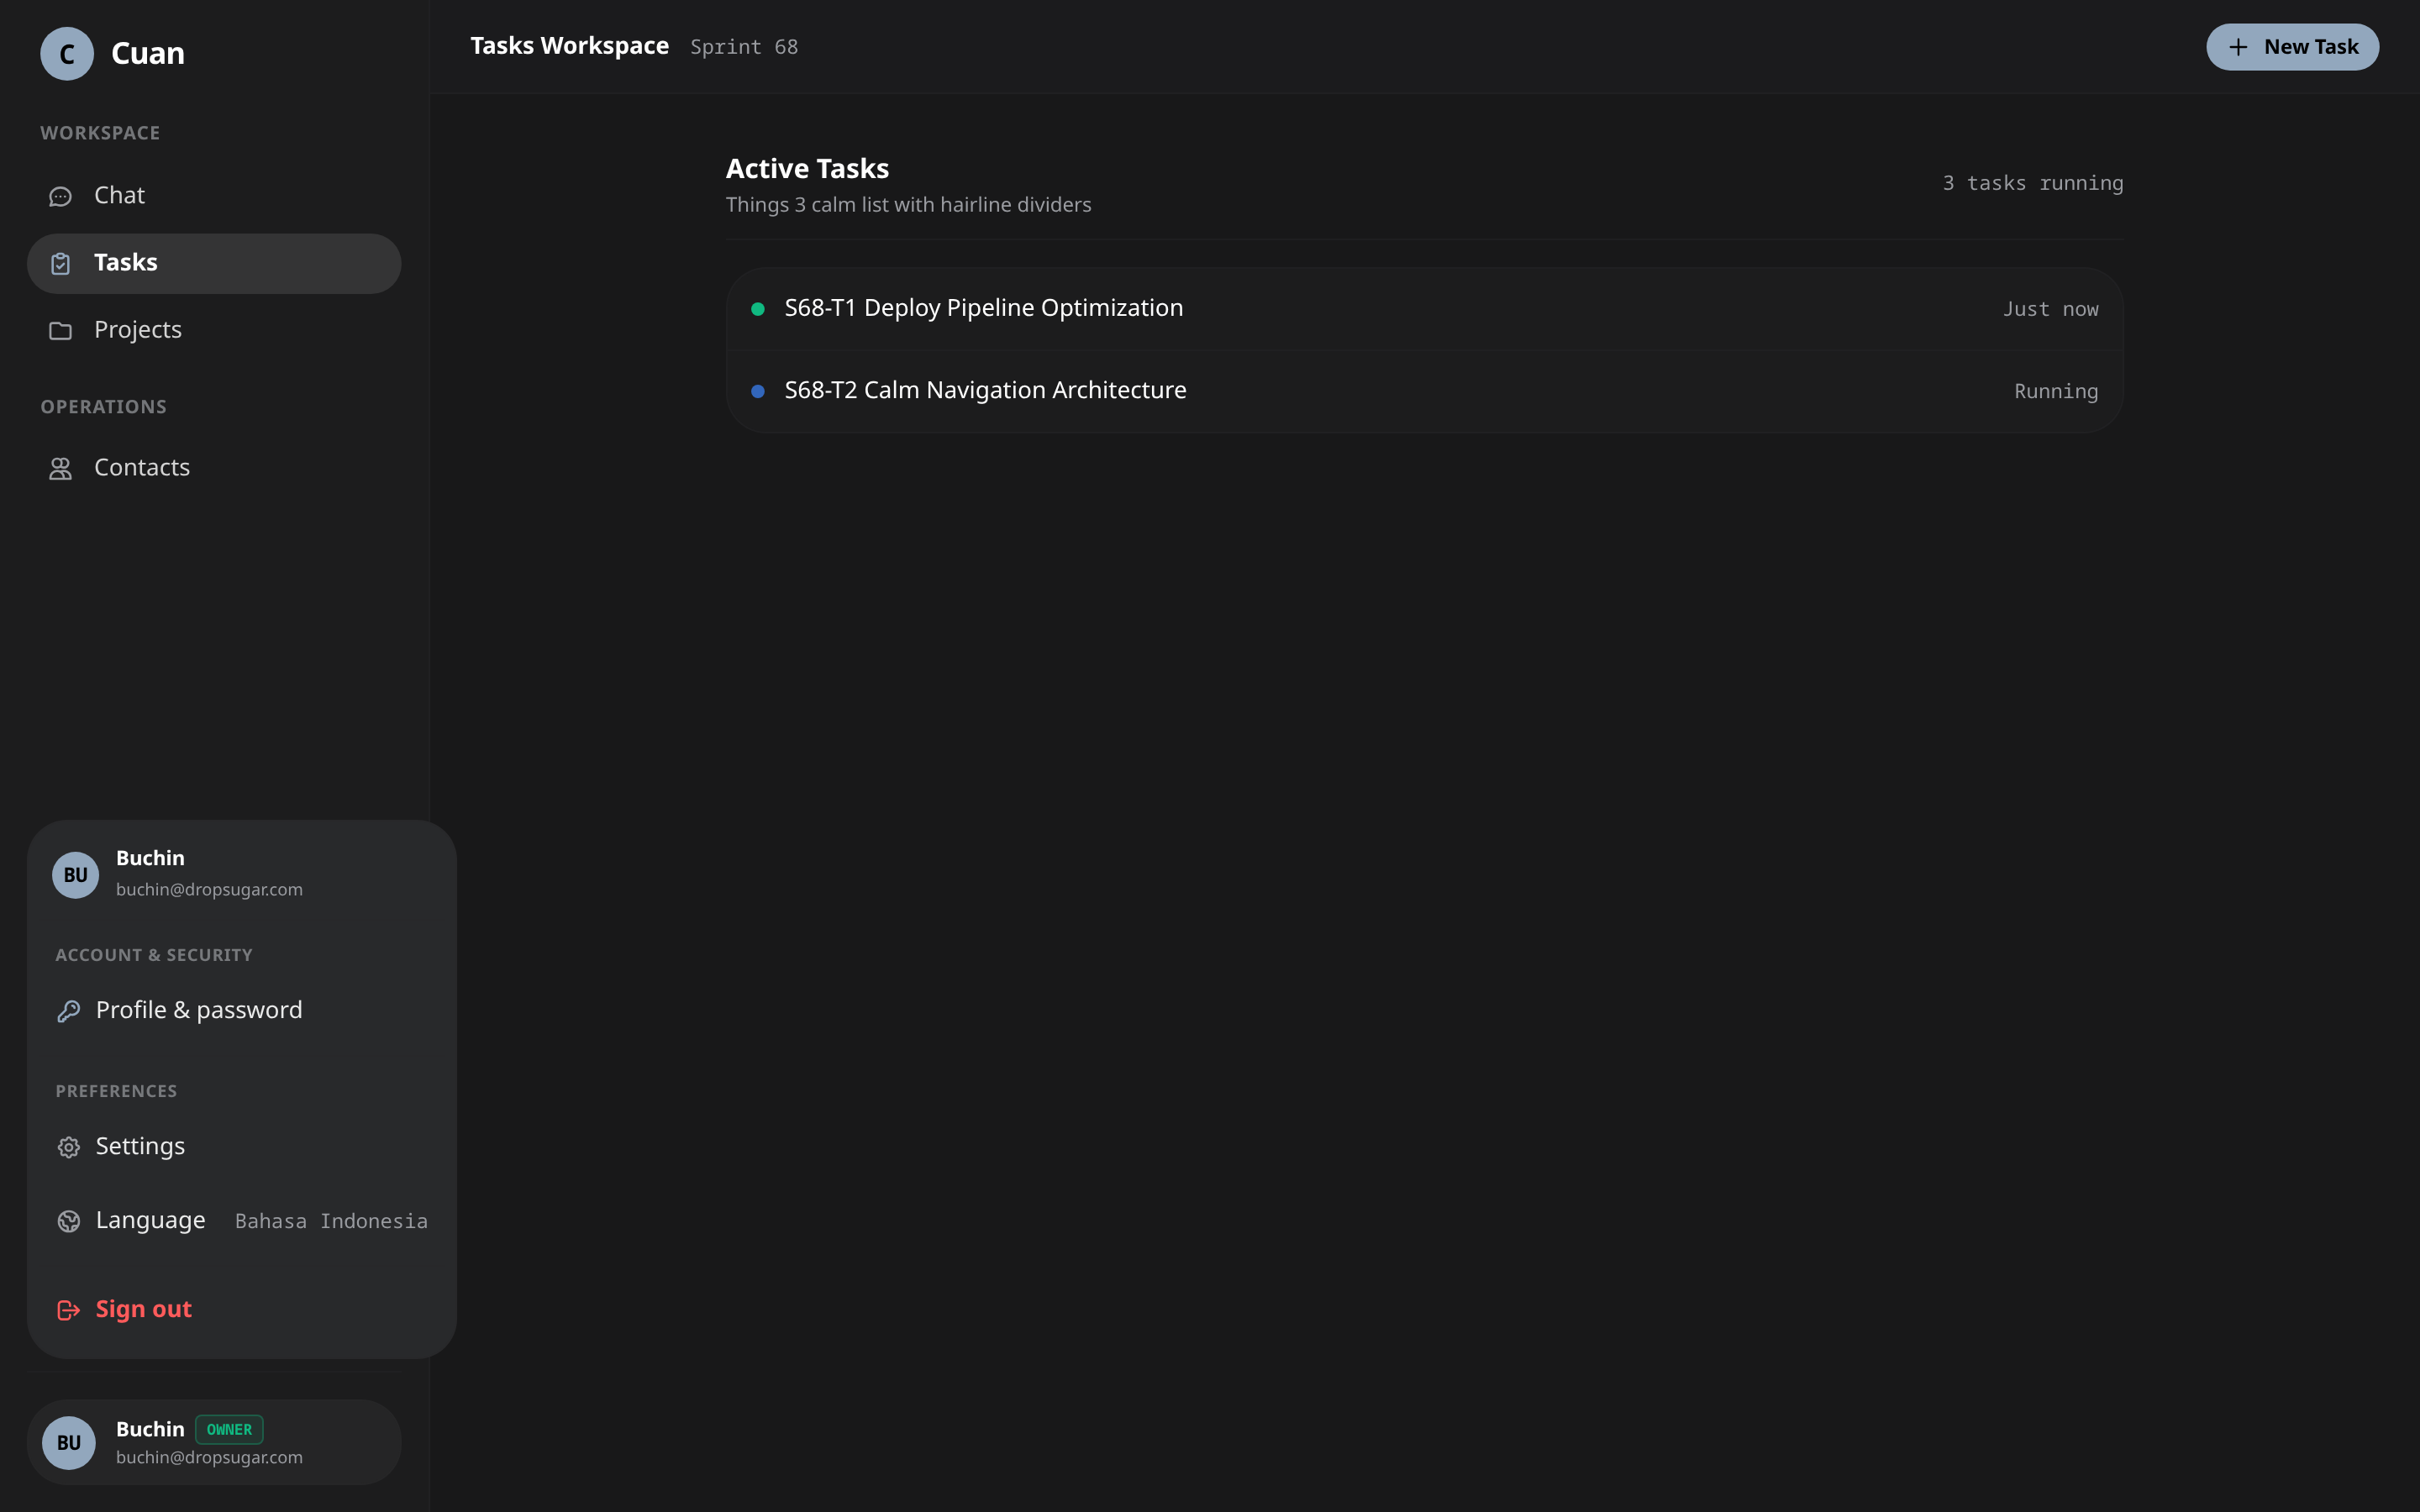 C Cuan
WORKSPACE
Chat
Tasks
Projects
OPERATIONS
Contacts
BU Buchin
buchin@dropsugar.com
ACCOUNT & SECURITY
Profile & password
PREFERENCES
Settings
Language Bahasa Indonesia
Sign out
BU Buchin OWNER
buchin@dropsugar.com
Tasks Workspace Sprint 68
+ New Task
Active Tasks
Things 3 calm list with hairline dividers
3 tasks running
S68-T1 Deploy Pipeline Optimization Just now
S68-T2 Calm Navigation Architecture Running